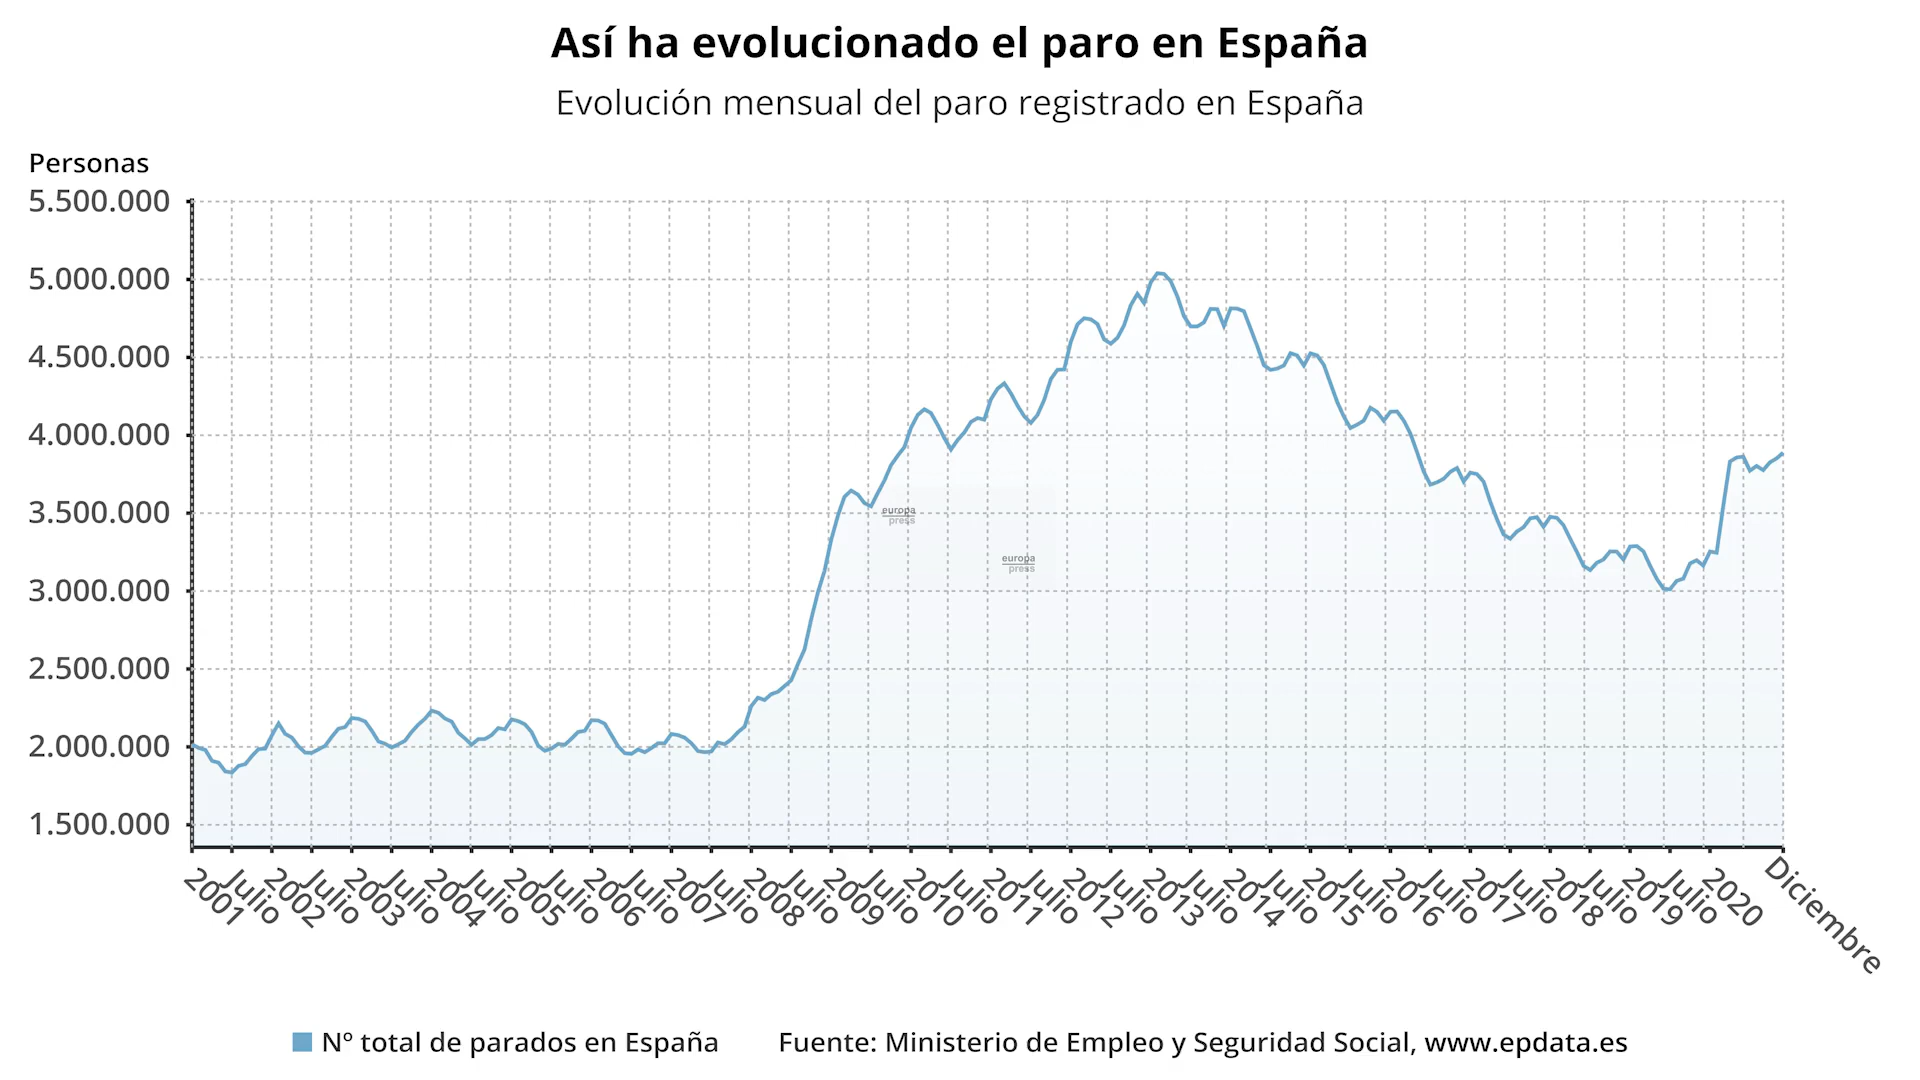 Así ha evolucionado el paro en España
Evolución mensual del paro registrado en España
Personas
5.500.000
5.000.000
4.500.000
4.000.000
3.500.000
3.000.000
2.500.000
2.000.000
1.500.000
europa
press
europa
press
2001
Julio
2002
Julio
2003
Julio
2004
Julio
2005
Julio
2006
Julio
2007
Julio
2008
Julio
2009
Julio
2010
Julio
2011
Julio
2012
Julio
2013
Julio
2014
Julio
2015
Julio
2016
Julio
2017
Julio
2018
Julio
2019
Julio
2020
Diciembre
Nº total de parados en España
Fuente: Ministerio de Empleo y Seguridad Social, www.epdata.es